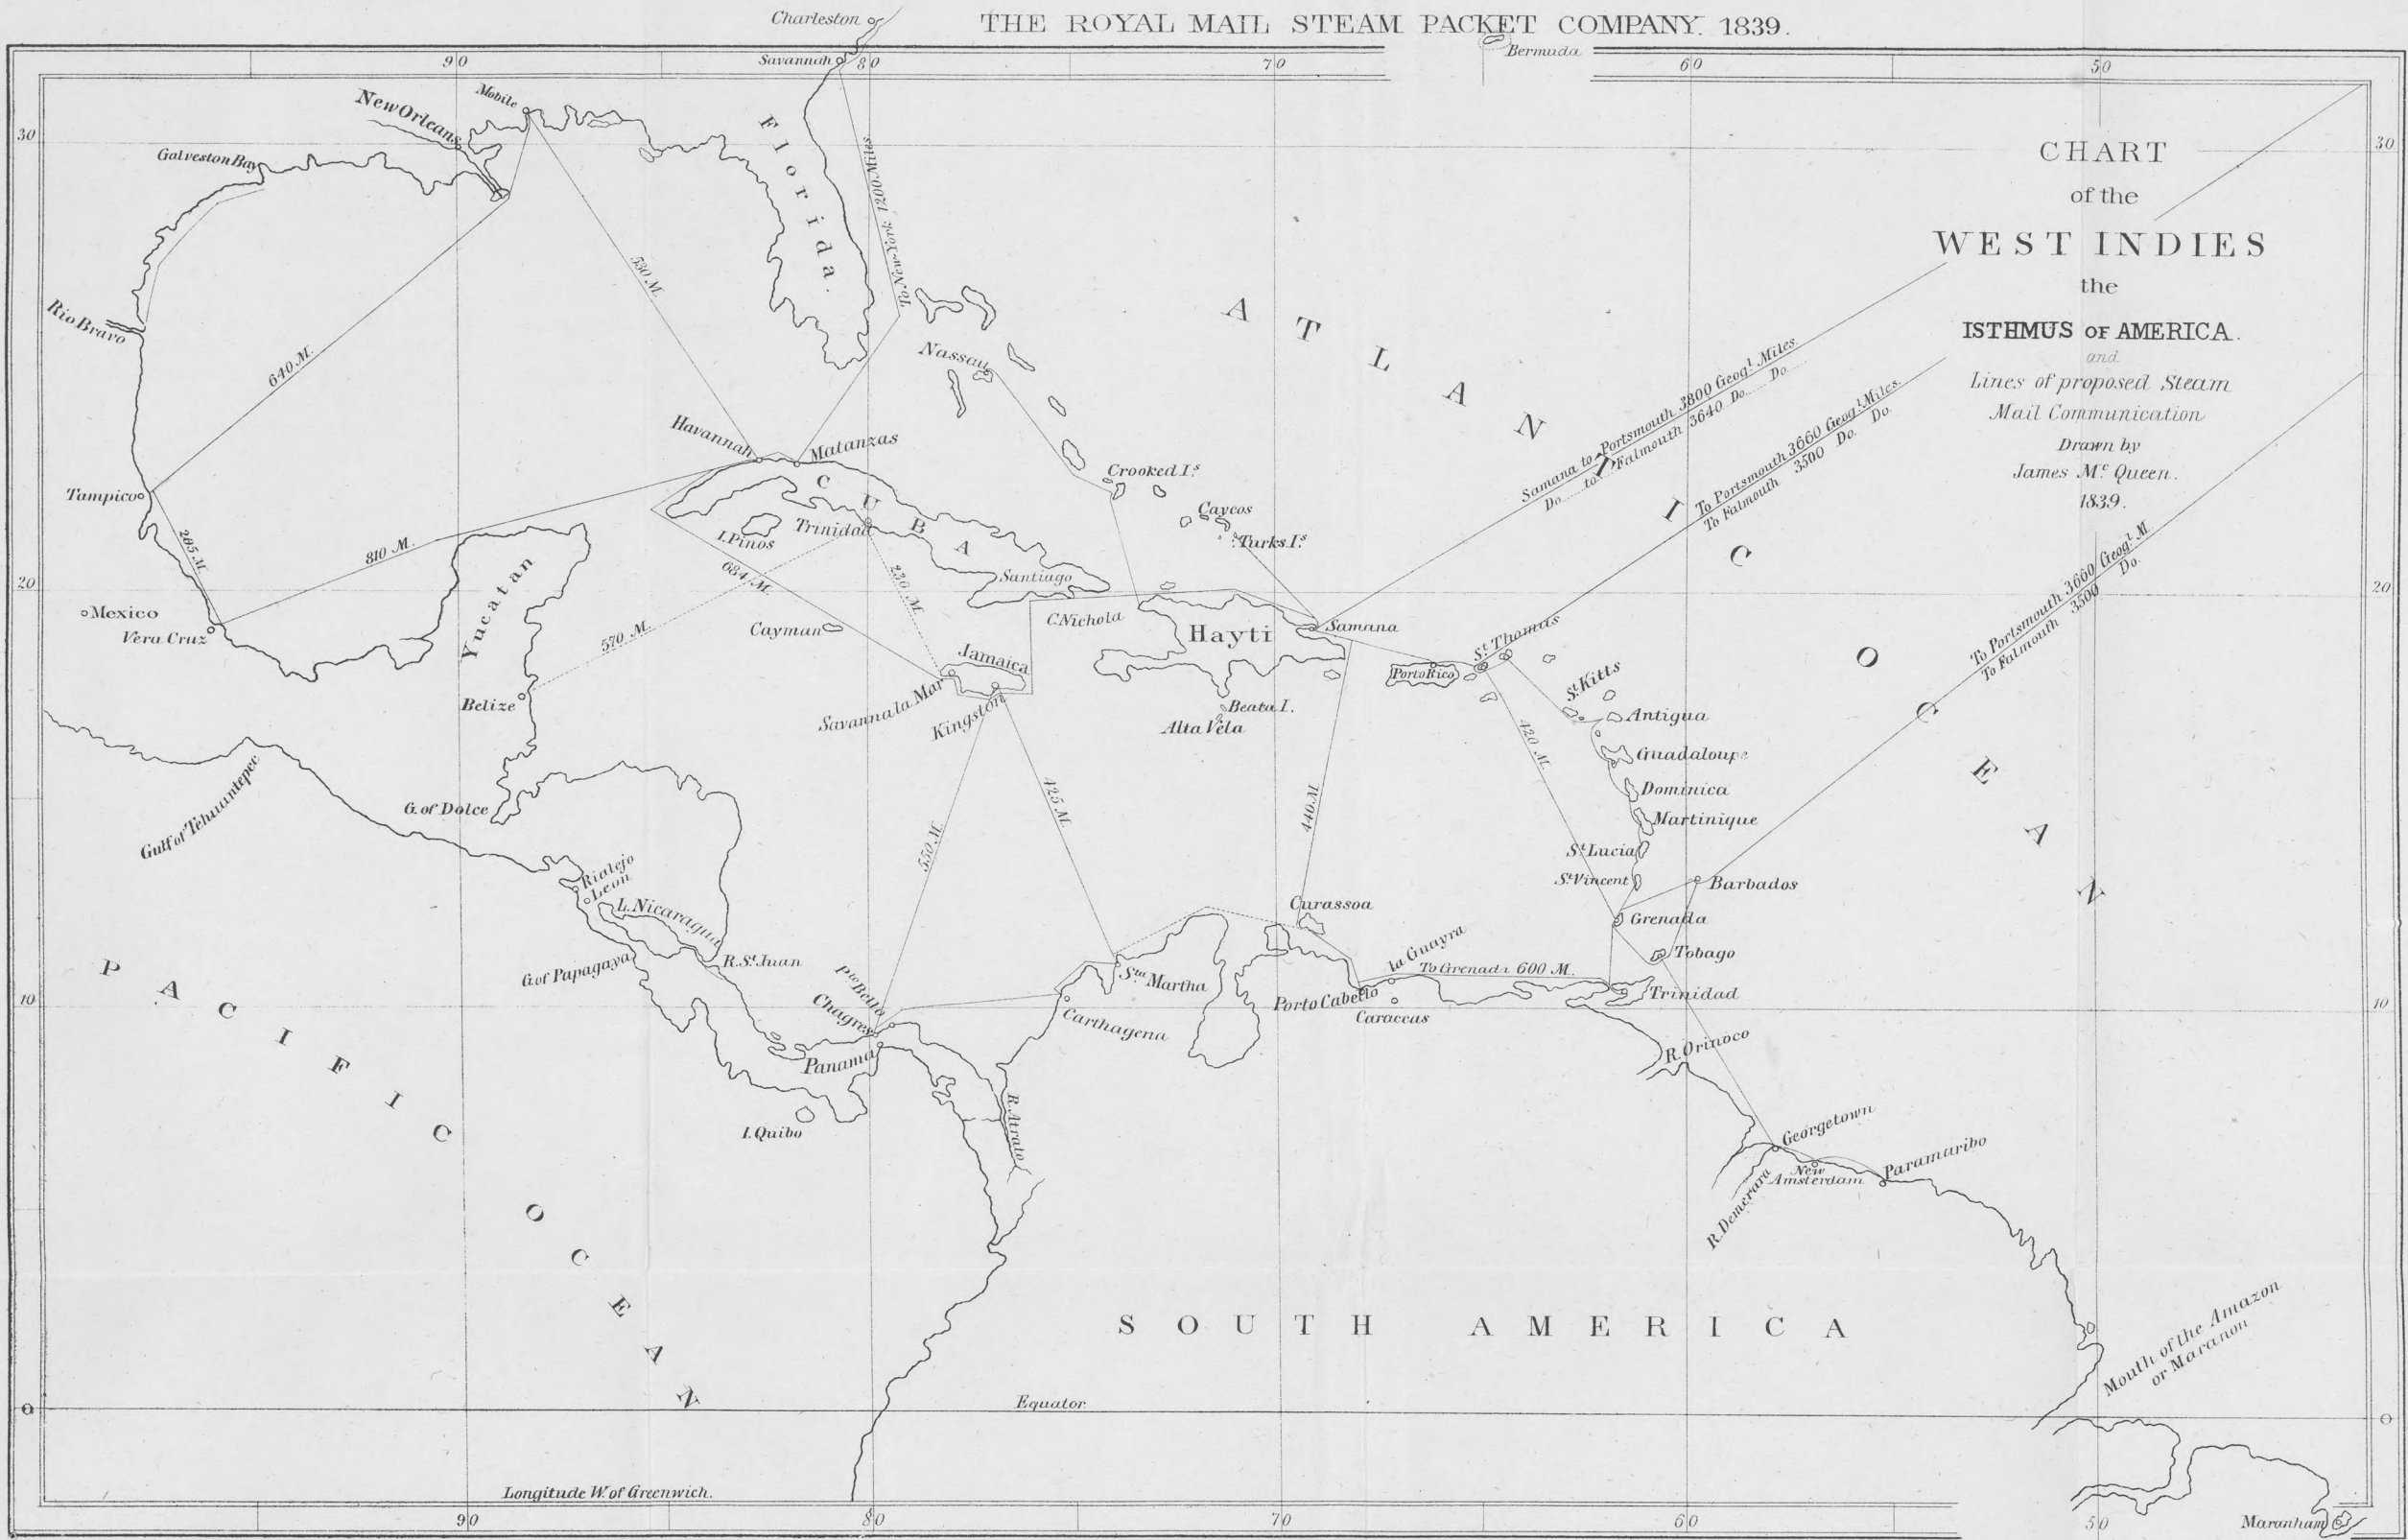 THE ROYAL MAIL STEAM PACKET COMPANY. 1839.
Charleston
Bermuda
Savannah
90
80
70
60
50
CHART
of the
WEST INDIES
the
ISTHMUS OF AMERICA.
and
Lines of proposed Steam
Mail Communication
Drawn by
James Mc. Queen.
1839.
30
30
Mobile
New Orleans
Galveston Bay
Florida.
To New-York 1200 Miles
530 M.
640 M.
Rio Bravo
Nassau
ATLANTIC OCEAN
Samana to Portsmouth 3800 Geogl. Miles.
Do. to Falmouth 3640 Do. Do.
To Portsmouth 3660 Geogl. Miles.
To Falmouth 3500 Do. Do.
To Portsmouth 3660 Geogl. M
To Falmouth 3500 Do.
Havannah
Matanzas
CUBA
Crooked Is.
Caycos
Turks Is.
Tampico
285 M.
810 M.
I. Pinos
Trinidad
684 M.
230 M.
Santiago
20
20
Mexico
Vera Cruz
Yucatan
570 M.
Cayman
C. Nichola
Hayti
Samana
Jamaica
Belize
Savanna la Mar
Kingston
Beata I.
Alta Vela
Porto Rico
St. Thomas
St. Kitts
Antigua
Guadaloupe
Dominica
Martinique
St. Lucia
St. Vincent
Barbados
Grenada
Tobago
Trinidad
420 M.
440 M.
425 M.
550 M.
Gulf of Tehuantepec
G. of Dolce
Rialejo
Leon
L. Nicaragua
R. St. Juan
G. of Papagaya
Curassoa
la Guayra
To Grenada 600 M.
Sta. Martha
Porto Cabello
Caraccas
Carthagena
Pto Bello
Chagres
Panama
10
10
PACIFIC OCEAN
I. Quibo
R. Atrato
R. Orinoco
Georgetown
New
Amsterdam
Paramaribo
R. Demerara
SOUTH AMERICA
Mouth of the Amazon
or Maranon
Equator
0
0
Longitude W. of Greenwich.
90
80
70
60
50
Maranham